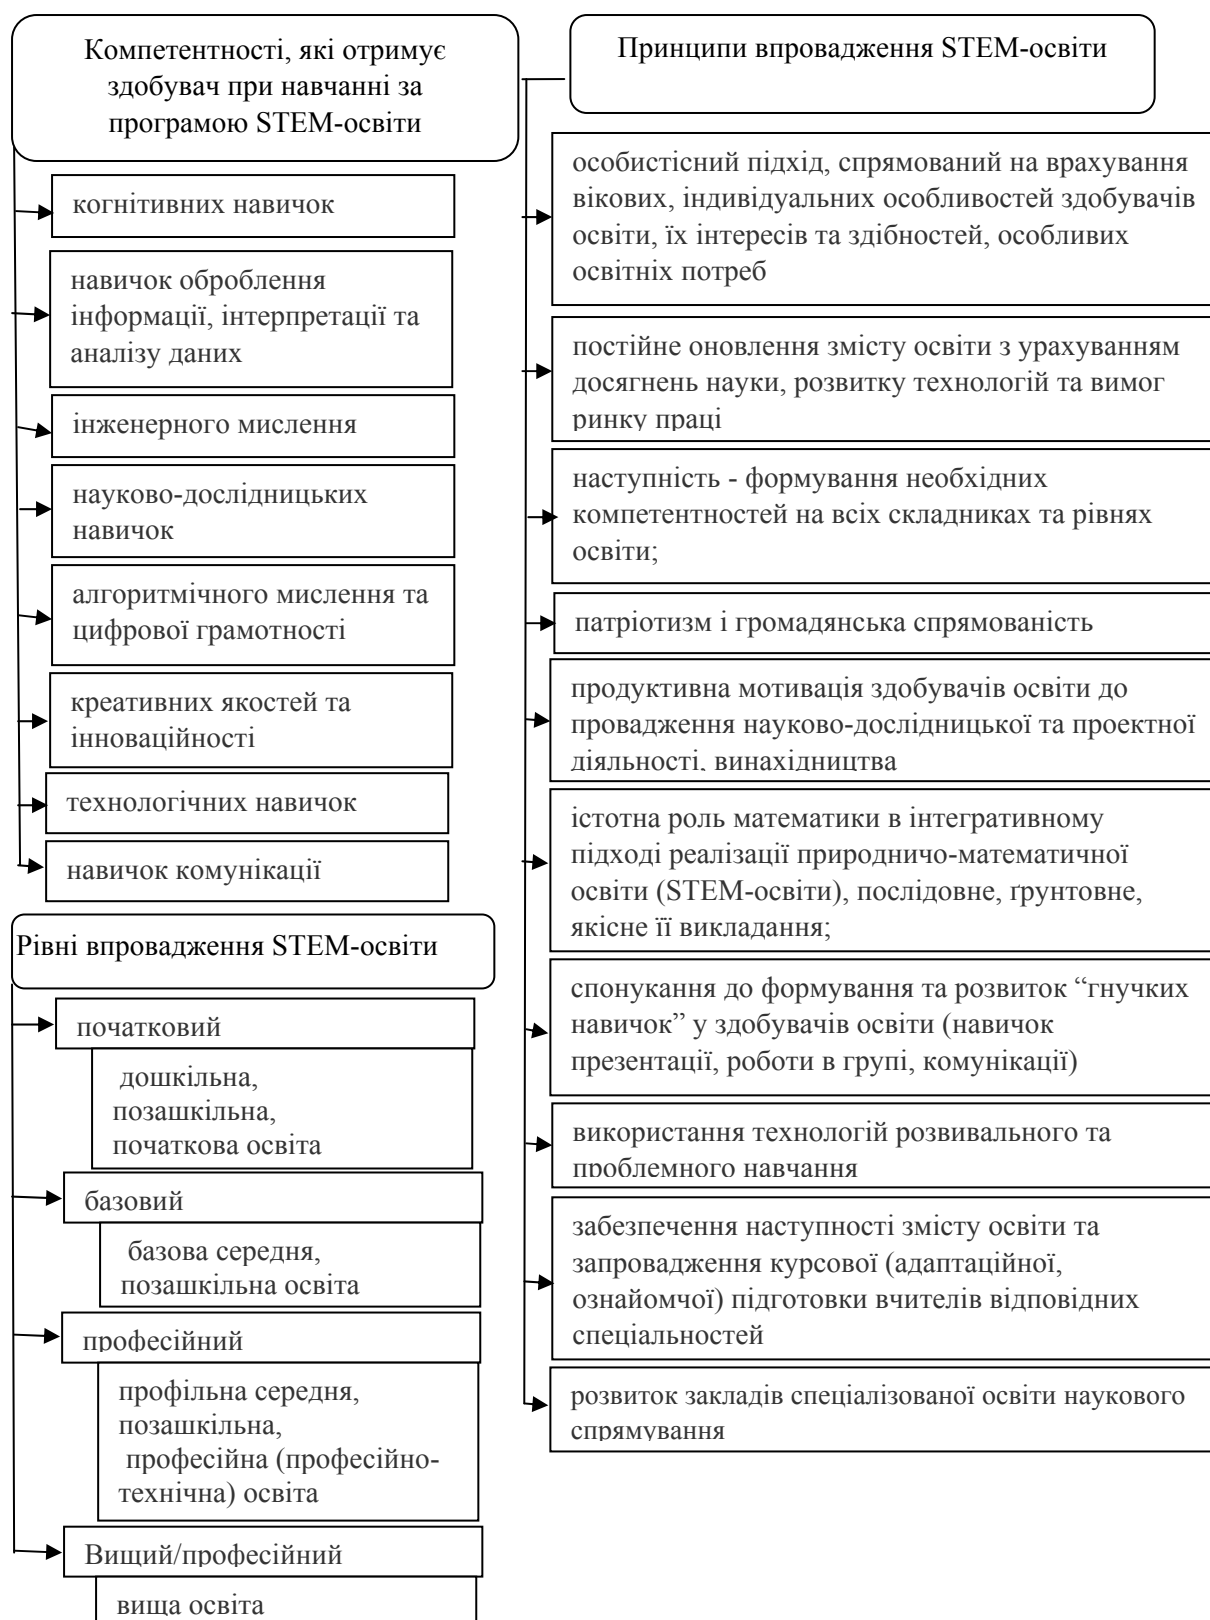 Компетентності, які отримує
здобувач при навчанні за
програмою STEM-освіти
когнітивних навичок
навичок оброблення
інформації, інтерпретації та
аналізу даних
інженерного мислення
науково-дослідницьких
навичок
алгоритмічного мислення та
цифрової грамотності
креативних якостей та
інноваційності
технологічних навичок
навичок комунікації
Рівні впровадження STEM-освіти
початковий
дошкільна,
позашкільна,
початкова освіта
базовий
базова середня,
позашкільна освіта
професійний
профільна середня,
позашкільна,
професійна (професійно-
технічна) освіта
Вищий/професійний
вища освіта
Принципи впровадження STEM-освіти
особистісний підхід, спрямований на врахування
вікових, індивідуальних особливостей здобувачів
освіти, їх інтересів та здібностей, особливих
освітніх потреб
постійне оновлення змісту освіти з урахуванням
досягнень науки, розвитку технологій та вимог
ринку праці
наступність - формування необхідних
компетентностей на всіх складниках та рівнях
освіти;
патріотизм і громадянська спрямованість
продуктивна мотивація здобувачів освіти до
провадження науково-дослідницької та проектної
діяльності, винахідництва
істотна роль математики в інтегративному
підході реалізації природничо-математичної
освіти (STEM-освіти), послідовне, ґрунтовне,
якісне її викладання;
спонукання до формування та розвиток “гнучких
навичок” у здобувачів освіти (навичок
презентації, роботи в групі, комунікації)
використання технологій розвивального та
проблемного навчання
забезпечення наступності змісту освіти та
запровадження курсової (адаптаційної,
ознайомчої) підготовки вчителів відповідних
спеціальностей
розвиток закладів спеціалізованої освіти наукового
спрямування